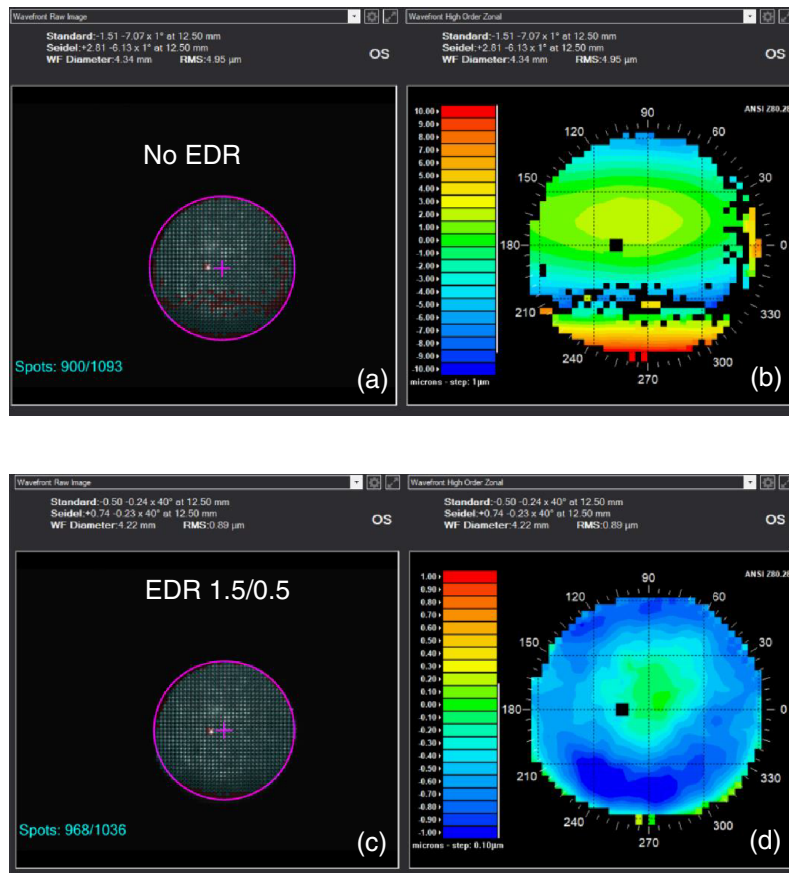 Wavefront Raw Image
Standard:-1.51 -7.07 x 1° at 12.50 mm
Seidel:+2.81 -6.13 x 1° at 12.50 mm
WF Diameter:4.34 mm RMS:4.95 µm
OS
No EDR
Spots: 900/1093
(a)
Wavefront High Order Zonal
Standard:-1.51 -7.07 x 1° at 12.50 mm
Seidel:+2.81 -6.13 x 1° at 12.50 mm
WF Diameter:4.34 mm RMS:4.95 µm
OS
ANSI Z80.28
10.00
9.00
8.00
7.00
6.00
5.00
4.00
3.00
2.00
1.00
0.00
-1.00
-2.00
-3.00
-4.00
-5.00
-6.00
-7.00
-8.00
-9.00
-10.00
microns - step: 1µm
90
120
60
150
30
180
0
210
330
240
300
270
(b)
Wavefront Raw Image
Standard:-0.50 -0.24 x 40° at 12.50 mm
Seidel:+0.74 -0.23 x 40° at 12.50 mm
WF Diameter:4.22 mm RMS:0.89 µm
OS
EDR 1.5/0.5
Spots: 968/1036
(c)
Wavefront High Order Zonal
Standard:-0.50 -0.24 x 40° at 12.50 mm
Seidel:+0.74 -0.23 x 40° at 12.50 mm
WF Diameter:4.22 mm RMS:0.89 µm
OS
ANSI Z80.28
1.00
0.90
0.80
0.70
0.60
0.50
0.40
0.30
0.20
0.10
0.00
-0.10
-0.20
-0.30
-0.40
-0.50
-0.60
-0.70
-0.80
-0.90
-1.00
microns - step: 0.10µm
90
120
60
150
30
180
0
210
330
240
300
270
(d)